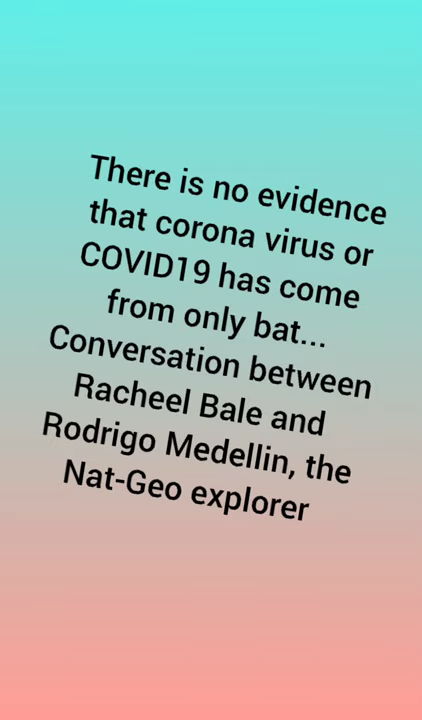 There is no evidence
that corona virus or
COVID19 has come
from only bat...
Conversation between
Racheel Bale and
Rodrigo Medellin, the
Nat-Geo explorer